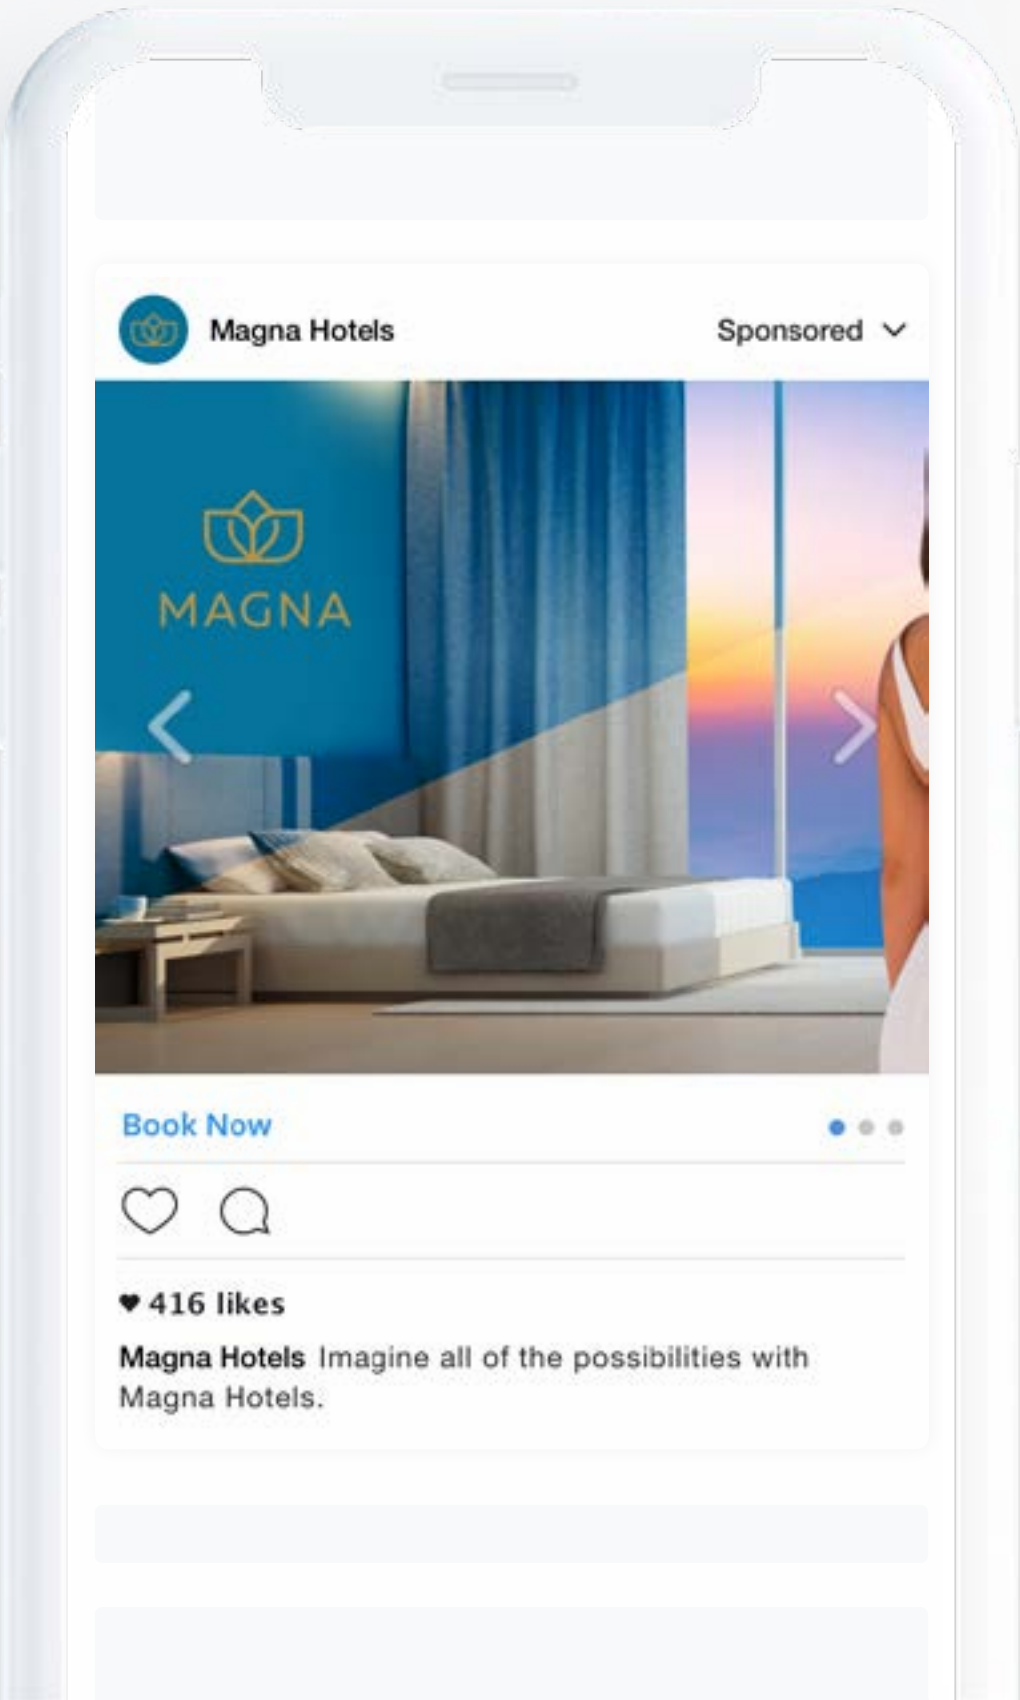 Magna Hotels
Sponsored
MAGNA
Book Now
416 likes
Magna Hotels Imagine all of the possibilities with
Magna Hotels.